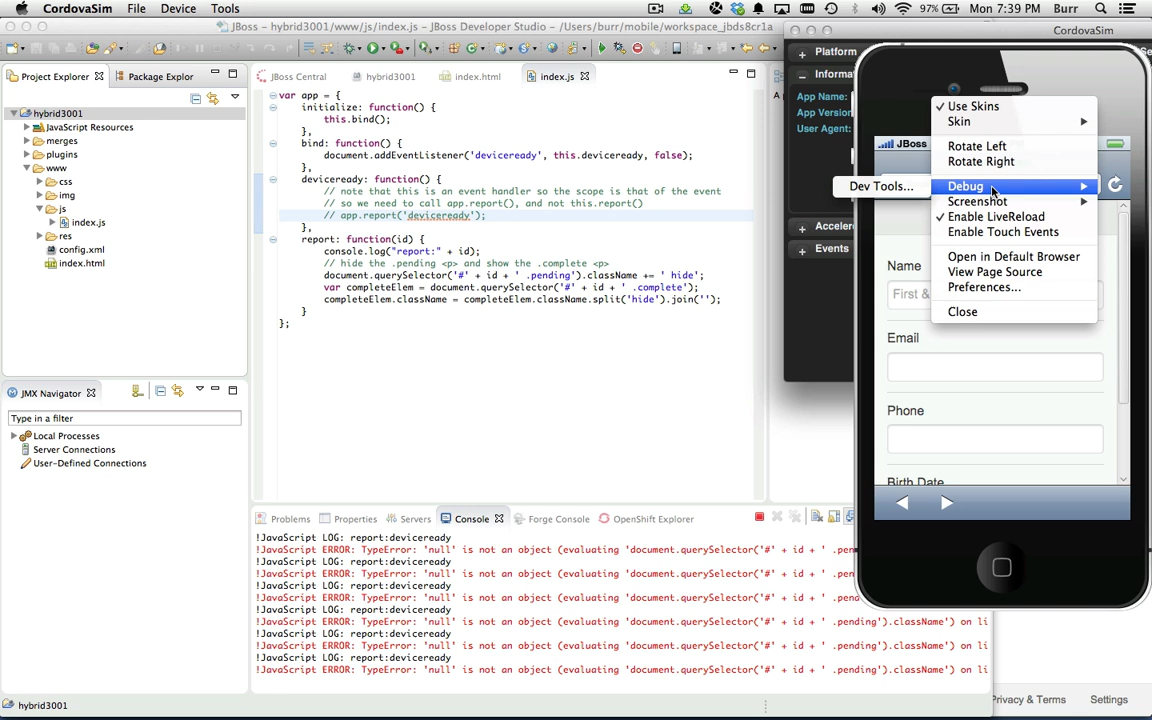 CordovaSim File Device Tools 97% Mon 7:39 PM Burr
JBoss - hybrid3001/www/js/index.js - JBoss Developer Studio - /Users/burr/mobile/workspace_jbds8cr1a
CordovaSim
Project Explorer
Package Explor
JBoss Central
hybrid3001
index.html
index.js
hybrid3001
JavaScript Resources
merges
plugins
www
css
img
js
index.js
res
config.xml
index.html
var app = {
initialize: function() {
this.bind();
},
bind: function() {
document.addEventListener('deviceready', this.deviceready, false);
},
deviceready: function() {
// note that this is an event handler so the scope is that of the event
// so we need to call app.report(), and not this.report()
// app.report('deviceready');
},
report: function(id) {
console.log("report:" + id);
// hide the .pending <p> and show the .complete <p>
document.querySelector('#' + id + ' .pending').className += ' hide';
var completeElem = document.querySelector('#' + id + ' .complete');
completeElem.className = completeElem.className.split('hide').join('');
}
};
Platform
Informa
App Name:
App Version
User Agent:
Acceler
Events
JBoss
Use Skins
Skin
Rotate Left
Rotate Right
Debug
Dev Tools...
Screenshot
Enable LiveReload
Enable Touch Events
Open in Default Browser
View Page Source
Preferences...
Close
Name
First &
Email
Phone
Birth Date
JMX Navigator
Type in a filter
Local Processes
Server Connections
User-Defined Connections
Problems
Properties
Servers
Console
Forge Console
OpenShift Explorer
!JavaScript LOG: report:deviceready
!JavaScript ERROR: TypeError: 'null' is not an object (evaluating 'document.querySelector('#' + id + ' .pen
!JavaScript LOG: report:deviceready
!JavaScript ERROR: TypeError: 'null' is not an object (evaluating 'document.querySelector('#' + id + ' .pen
!JavaScript LOG: report:deviceready
!JavaScript ERROR: TypeError: 'null' is not an object (evaluating 'document.querySelector('#' + id + ' .pen
!JavaScript LOG: report:deviceready
!JavaScript ERROR: TypeError: 'null' is not an object (evaluating 'document.querySelector('#' + id + ' .pending').className') on li
!JavaScript LOG: report:deviceready
!JavaScript ERROR: TypeError: 'null' is not an object (evaluating 'document.querySelector('#' + id + ' .pending').className') on li
!JavaScript LOG: report:deviceready
!JavaScript ERROR: TypeError: 'null' is not an object (evaluating 'document.querySelector('#' + id + ' .pending').className') on li
hybrid3001
Privacy & Terms
Settings